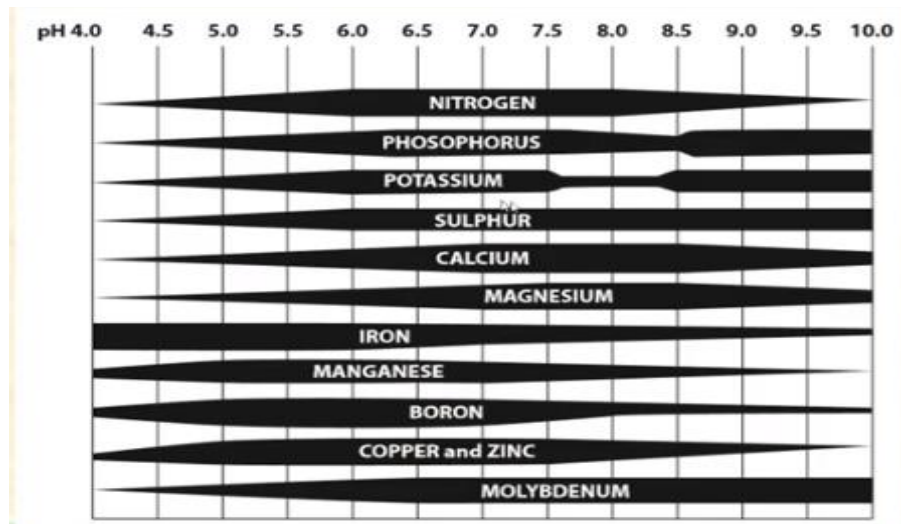 pH 4.0 4.5 5.0 5.5 6.0 6.5 7.0 7.5 8.0 8.5 9.0 9.5 10.0
NITROGEN
PHOSOPHORUS
POTASSIUM
SULPHUR
CALCIUM
MAGNESIUM
IRON
MANGANESE
BORON
COPPER and ZINC
MOLYBDENUM